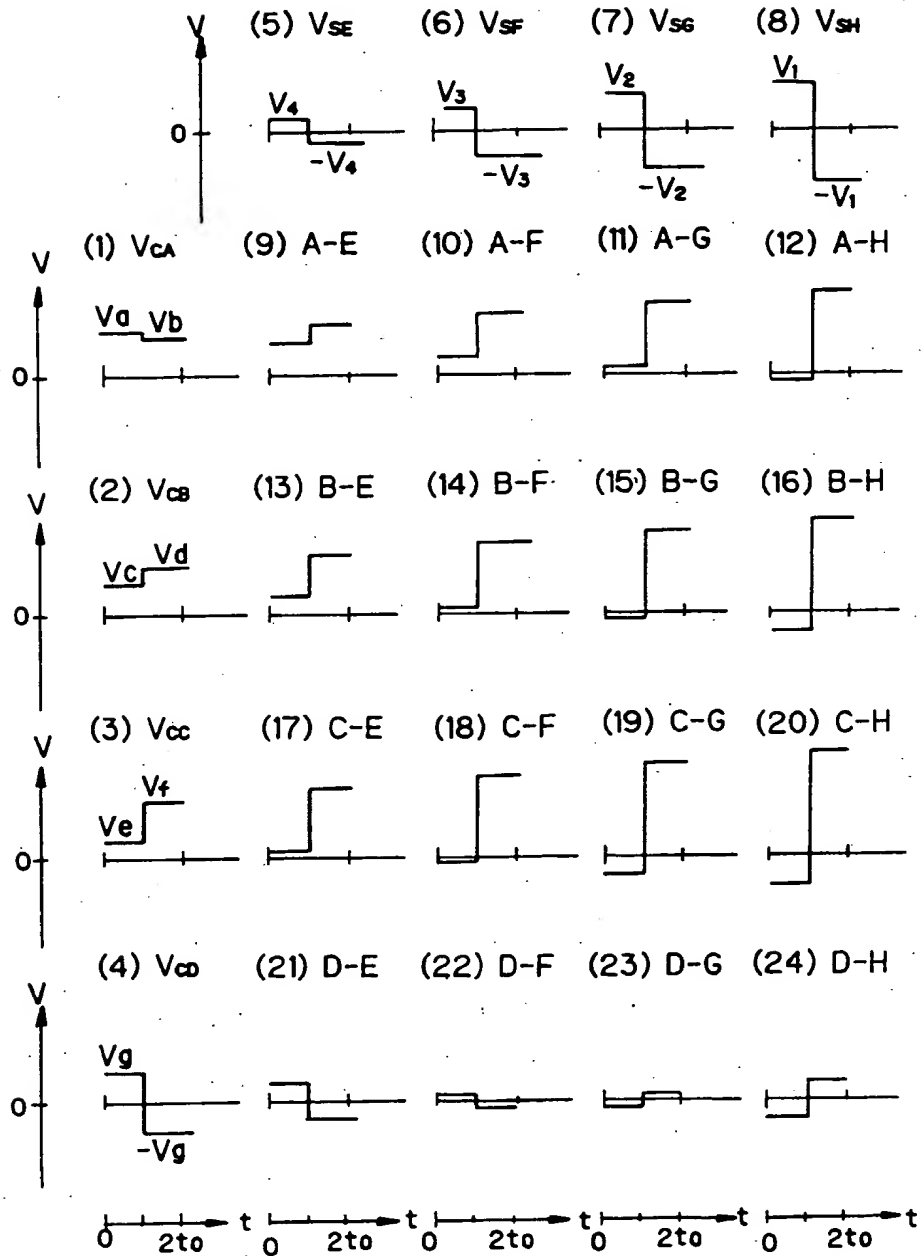 V (5) VSE (6) VSF (7) VSG (8) VSH
V4 V3 V2 V1
0
-V4 -V3 -V2 -V1
V (1) VCA (9) A-E (10) A-F (11) A-G (12) A-H
Va Vb
0
V (2) VCB (13) B-E (14) B-F (15) B-G (16) B-H
Vc Vd
0
V (3) VCC (17) C-E (18) C-F (19) C-G (20) C-H
Ve Vf
0
V (4) VCD (21) D-E (22) D-F (23) D-G (24) D-H
Vg
0
-Vg
0 2to t 0 2to t 0 2to t 0 2to t 0 2to t